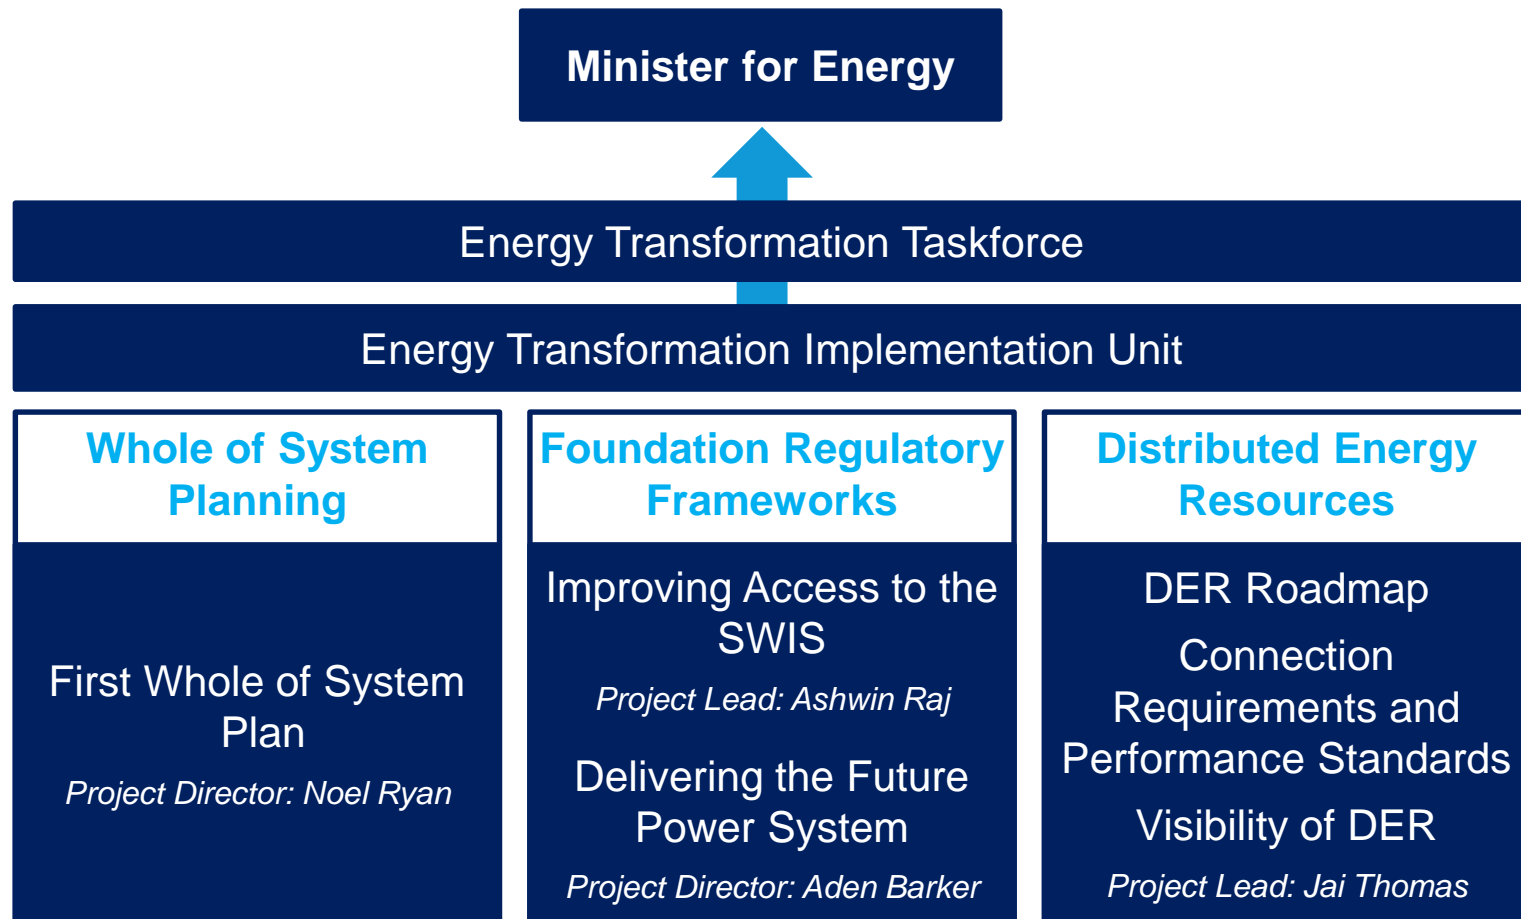 Minister for Energy
Energy Transformation Taskforce
Energy Transformation Implementation Unit
Whole of System
Planning
First Whole of System
Plan
Project Director: Noel Ryan
Foundation Regulatory
Frameworks
Improving Access to the
SWIS
Project Lead: Ashwin Raj
Delivering the Future
Power System
Project Director: Aden Barker
Distributed Energy
Resources
DER Roadmap
Connection
Requirements and
Performance Standards
Visibility of DER
Project Lead: Jai Thomas